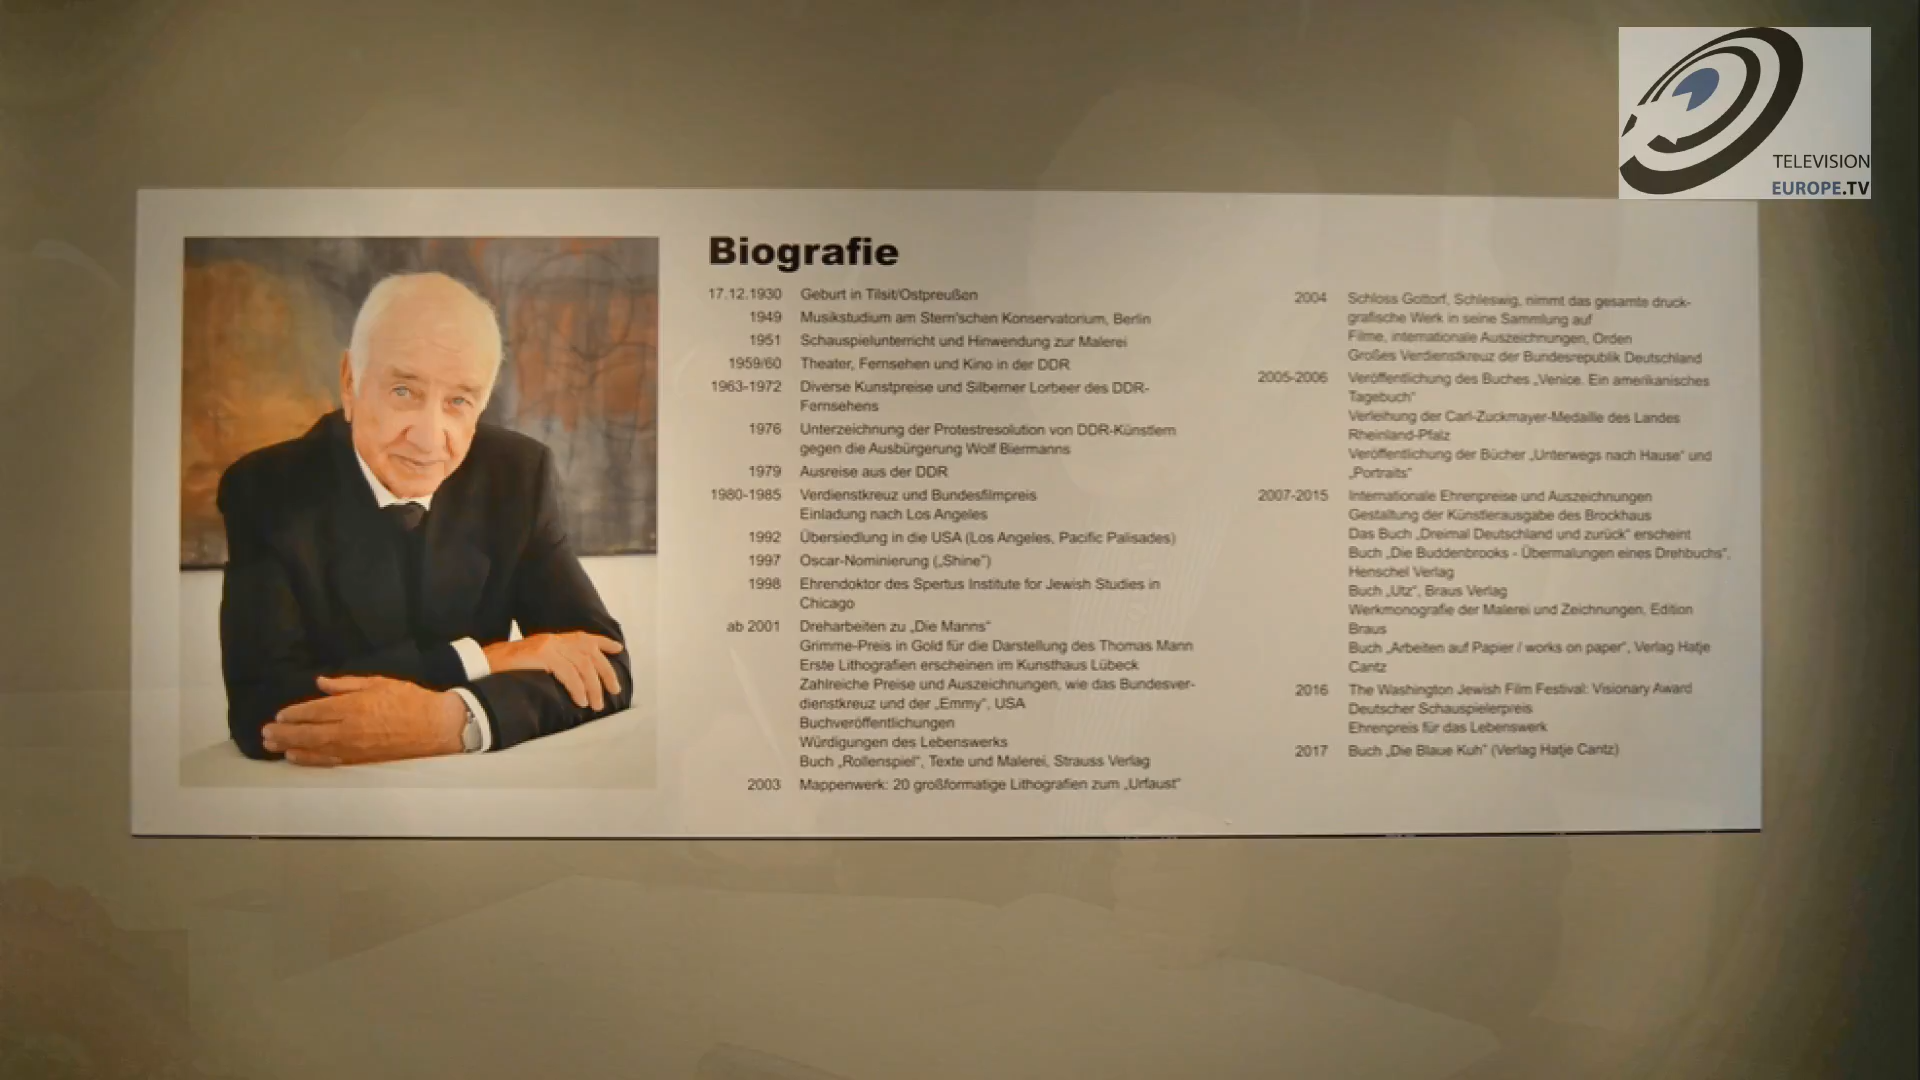 TELEVISION
EUROPE.TV
Biografie
17.12.1930 Geburt in Tilsit/Ostpreußen
1949 Musikstudium am Stern'schen Konservatorium, Berlin
1951 Schauspielunterricht und Hinwendung zur Malerei
1959/60 Theater, Fernsehen und Kino in der DDR
1963-1972 Diverse Kunstpreise und Silberner Lorbeer des DDR-
Fernsehens
1976 Unterzeichnung der Protestresolution von DDR-Künstlern
gegen die Ausbürgerung Wolf Biermanns
1979 Ausreise aus der DDR
1980-1985 Verdienstkreuz und Bundesfilmpreis
Einladung nach Los Angeles
1992 Übersiedlung in die USA (Los Angeles, Pacific Palisades)
1997 Oscar-Nominierung („Shine“)
1998 Ehrendoktor des Spertus Institute for Jewish Studies in
Chicago
ab 2001 Dreharbeiten zu „Die Manns“
Grimme-Preis in Gold für die Darstellung des Thomas Mann
Erste Lithografien erscheinen im Kunsthaus Lübeck
Zahlreiche Preise und Auszeichnungen, wie das Bundesver-
dienstkreuz und der „Emmy“, USA
Buchveröffentlichungen
Würdigungen des Lebenswerks
Buch „Rollenspiel“, Texte und Malerei, Strauss Verlag
2003 Mappenwerk: 20 großformatige Lithografien zum „Urfaust“
2004 Schloss Gottorf, Schleswig, nimmt das gesamte druck-
grafische Werk in seine Sammlung auf
Filme, internationale Auszeichnungen, Orden
Großes Verdienstkreuz der Bundesrepublik Deutschland
2005-2006 Veröffentlichung des Buches „Venice. Ein amerikanisches
Tagebuch“
Verleihung der Carl-Zuckmayer-Medaille des Landes
Rheinland-Pfalz
Veröffentlichung der Bücher „Unterwegs nach Hause“ und
„Portraits“
2007-2015 Internationale Ehrenpreise und Auszeichnungen
Gestaltung der Künstlerausgabe des Brockhaus
Das Buch „Dreimal Deutschland und zurück“ erscheint
Buch „Die Buddenbrooks - Übermalungen eines Drehbuchs“,
Henschel Verlag
Buch „Utz“, Braus Verlag
Werkmonografie der Malerei und Zeichnungen, Edition
Braus
Buch „Arbeiten auf Papier / works on paper“, Verlag Hatje
Cantz
2016 The Washington Jewish Film Festival: Visionary Award
Deutscher Schauspielerpreis
Ehrenpreis für das Lebenswerk
2017 Buch „Die Blaue Kuh“ (Verlag Hatje Cantz)